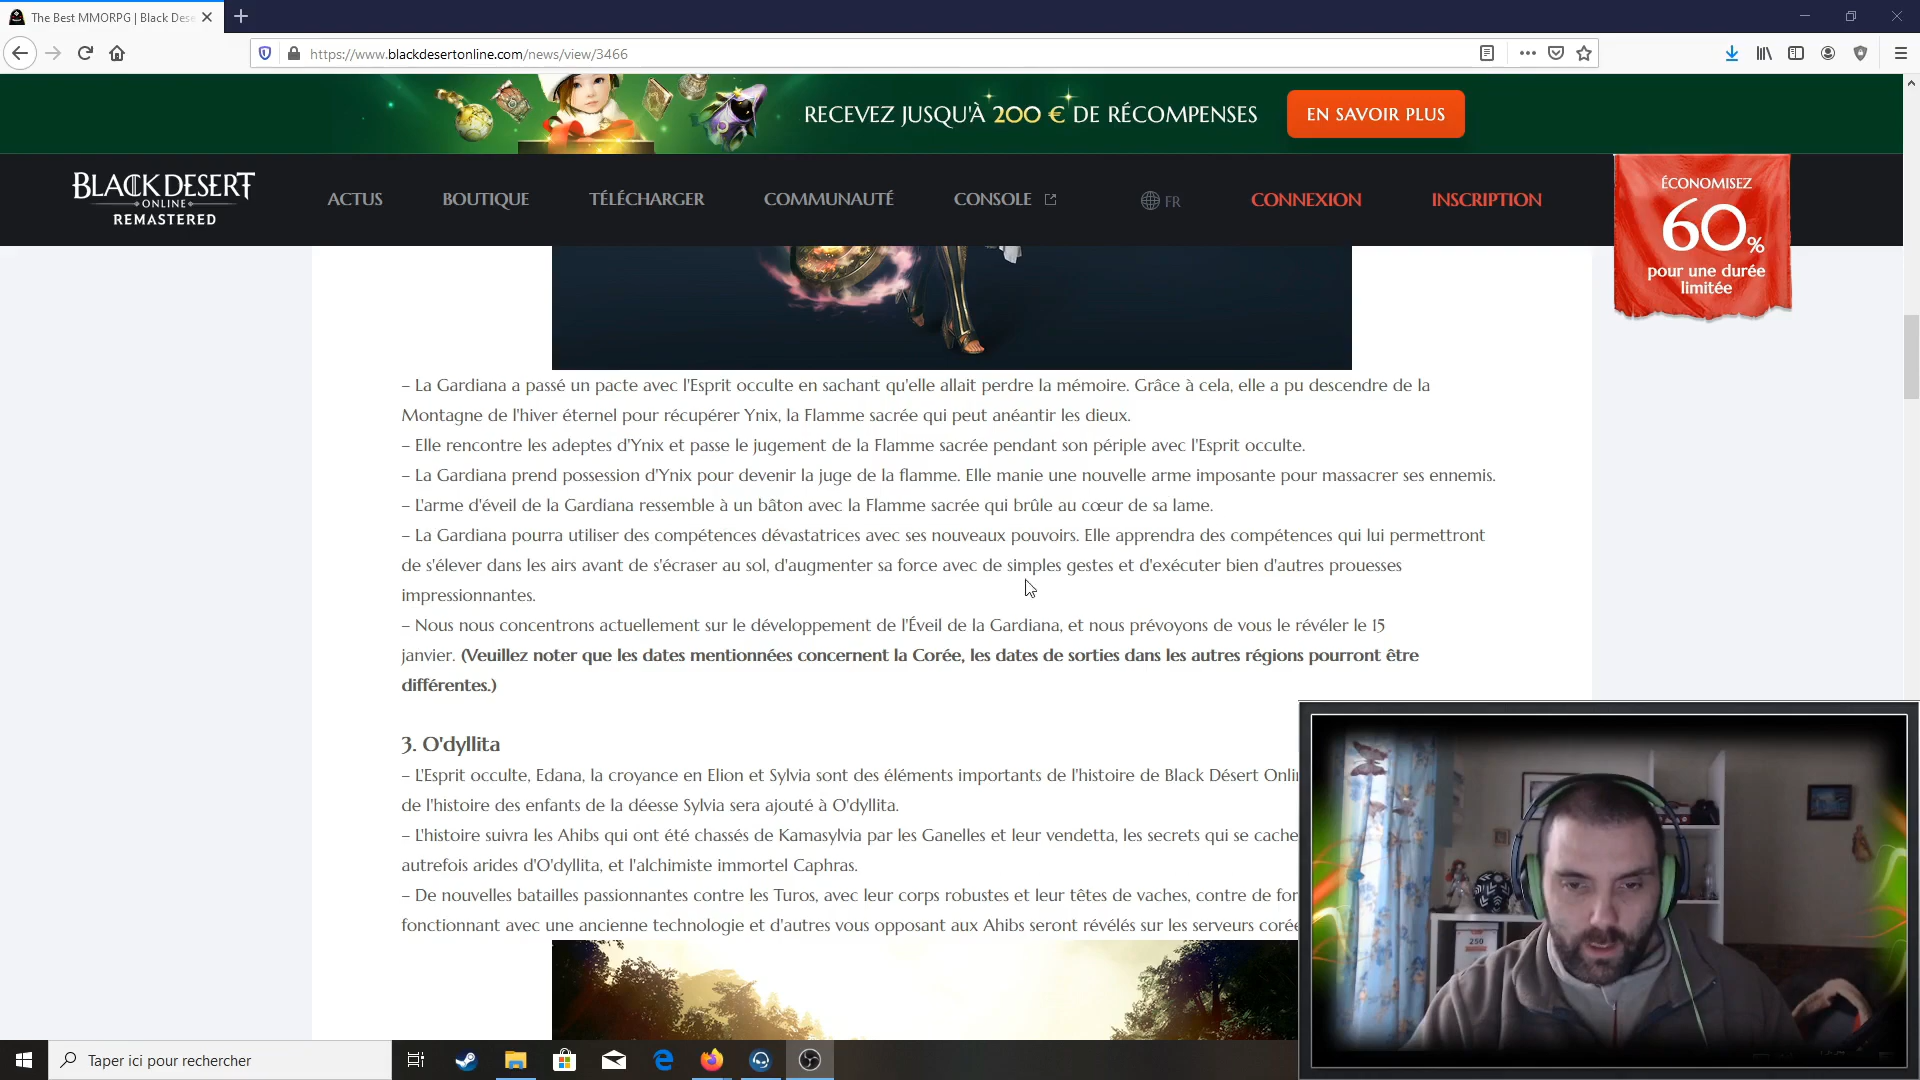 The Best MMORPG | Black Dese
https://www.blackdesertonline.com/news/view/3466
RECEVEZ JUSQU'À 200 € DE RÉCOMPENSES
EN SAVOIR PLUS
BLACK DESERT
ONLINE
REMASTERED
ACTUS
BOUTIQUE
TÉLÉCHARGER
COMMUNAUTÉ
CONSOLE
FR
CONNEXION
INSCRIPTION
ÉCONOMISEZ
60%
pour une durée
limitée
– La Gardiana a passé un pacte avec l'Esprit occulte en sachant qu'elle allait perdre la mémoire. Grâce à cela, elle a pu descendre de la
Montagne de l'hiver éternel pour récupérer Ynix, la Flamme sacrée qui peut anéantir les dieux.
– Elle rencontre les adeptes d'Ynix et passe le jugement de la Flamme sacrée pendant son périple avec l'Esprit occulte.
– La Gardiana prend possession d'Ynix pour devenir la juge de la flamme. Elle manie une nouvelle arme imposante pour massacrer ses ennemis.
– L'arme d'éveil de la Gardiana ressemble à un bâton avec la Flamme sacrée qui brûle au cœur de sa lame.
– La Gardiana pourra utiliser des compétences dévastatrices avec ses nouveaux pouvoirs. Elle apprendra des compétences qui lui permettront
de s'élever dans les airs avant de s'écraser au sol, d'augmenter sa force avec de simples gestes et d'exécuter bien d'autres prouesses
impressionnantes.
– Nous nous concentrons actuellement sur le développement de l'Éveil de la Gardiana, et nous prévoyons de vous le révéler le 15
janvier. (Veuillez noter que les dates mentionnées concernent la Corée, les dates de sorties dans les autres régions pourront être
différentes.)
3. O'dyllita
– L'Esprit occulte, Edana, la croyance en Elion et Sylvia sont des éléments importants de l'histoire de Black Désert Onli
de l'histoire des enfants de la déesse Sylvia sera ajouté à O'dyllita.
– L'histoire suivra les Ahibs qui ont été chassés de Kamasylvia par les Ganelles et leur vendetta, les secrets qui se cache
autrefois arides d'O'dyllita, et l'alchimiste immortel Caphras.
– De nouvelles batailles passionnantes contre les Turos, avec leur corps robustes et leur têtes de vaches, contre de for
fonctionnant avec une ancienne technologie et d'autres vous opposant aux Ahibs seront révélés sur les serveurs coré
250
Taper ici pour rechercher